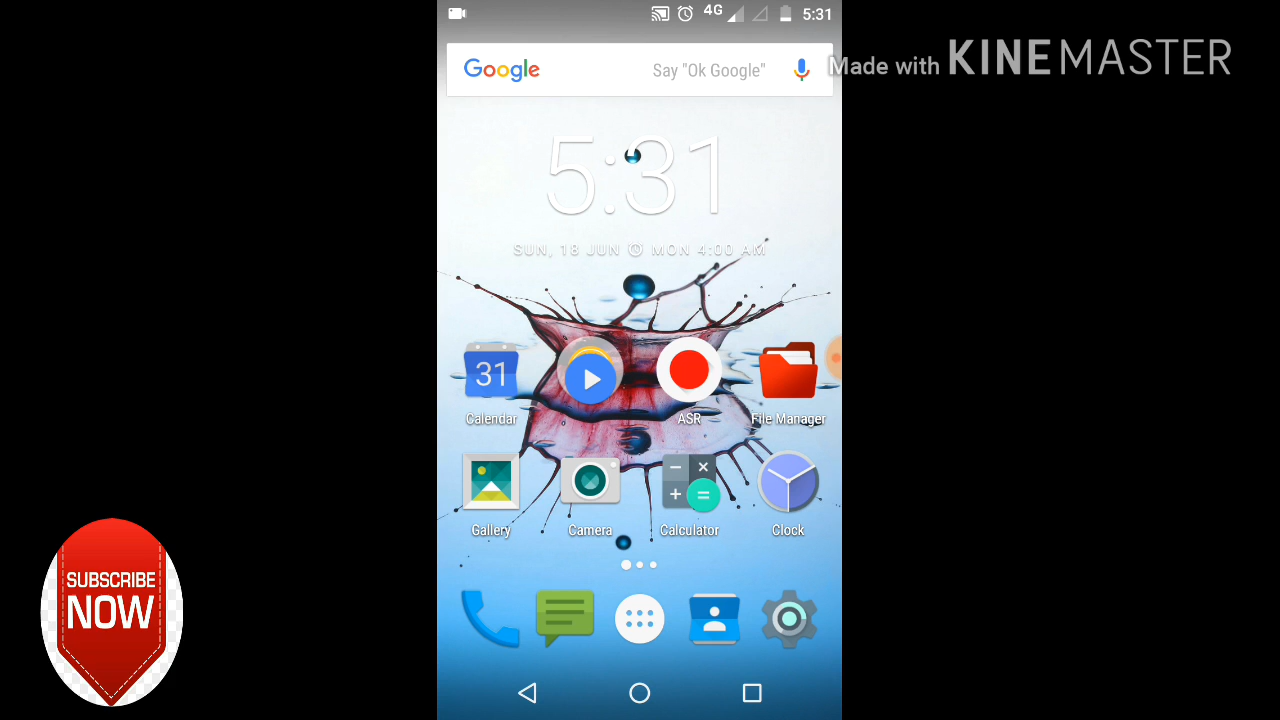 4G 5:31
Google Say "Ok Google"
Made with KINEMASTER
5:31
SUN, 18 JUN MON 4:00 AM
31
Calendar ASR File Manager
Gallery Camera Calculator Clock
SUBSCRIBE
NOW